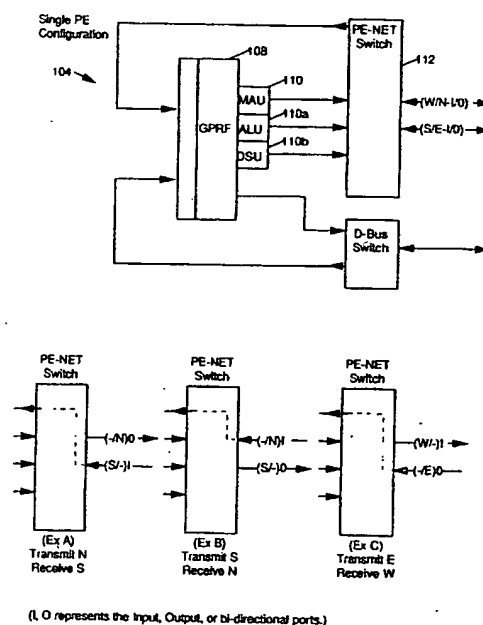 Single PE
Configuration
104
108
PE-NET
Switch
112
110
MAU
110a
GPRF
ALU
110b
DSU
(W/N-I/0)
(S/E-I/0)
D-Bus
Switch
PE-NET
Switch
PE-NET
Switch
PE-NET
Switch
(-/N)0
(S/-)I
(-/N)I
(S/-)0
(W/-)I
(-/E)0
(Ex A)
Transmit N
Receive S
(Ex B)
Transmit S
Receive N
(Ex C)
Transmit E
Receive W
(I, O represents the Input, Output, or bi-directional ports.)